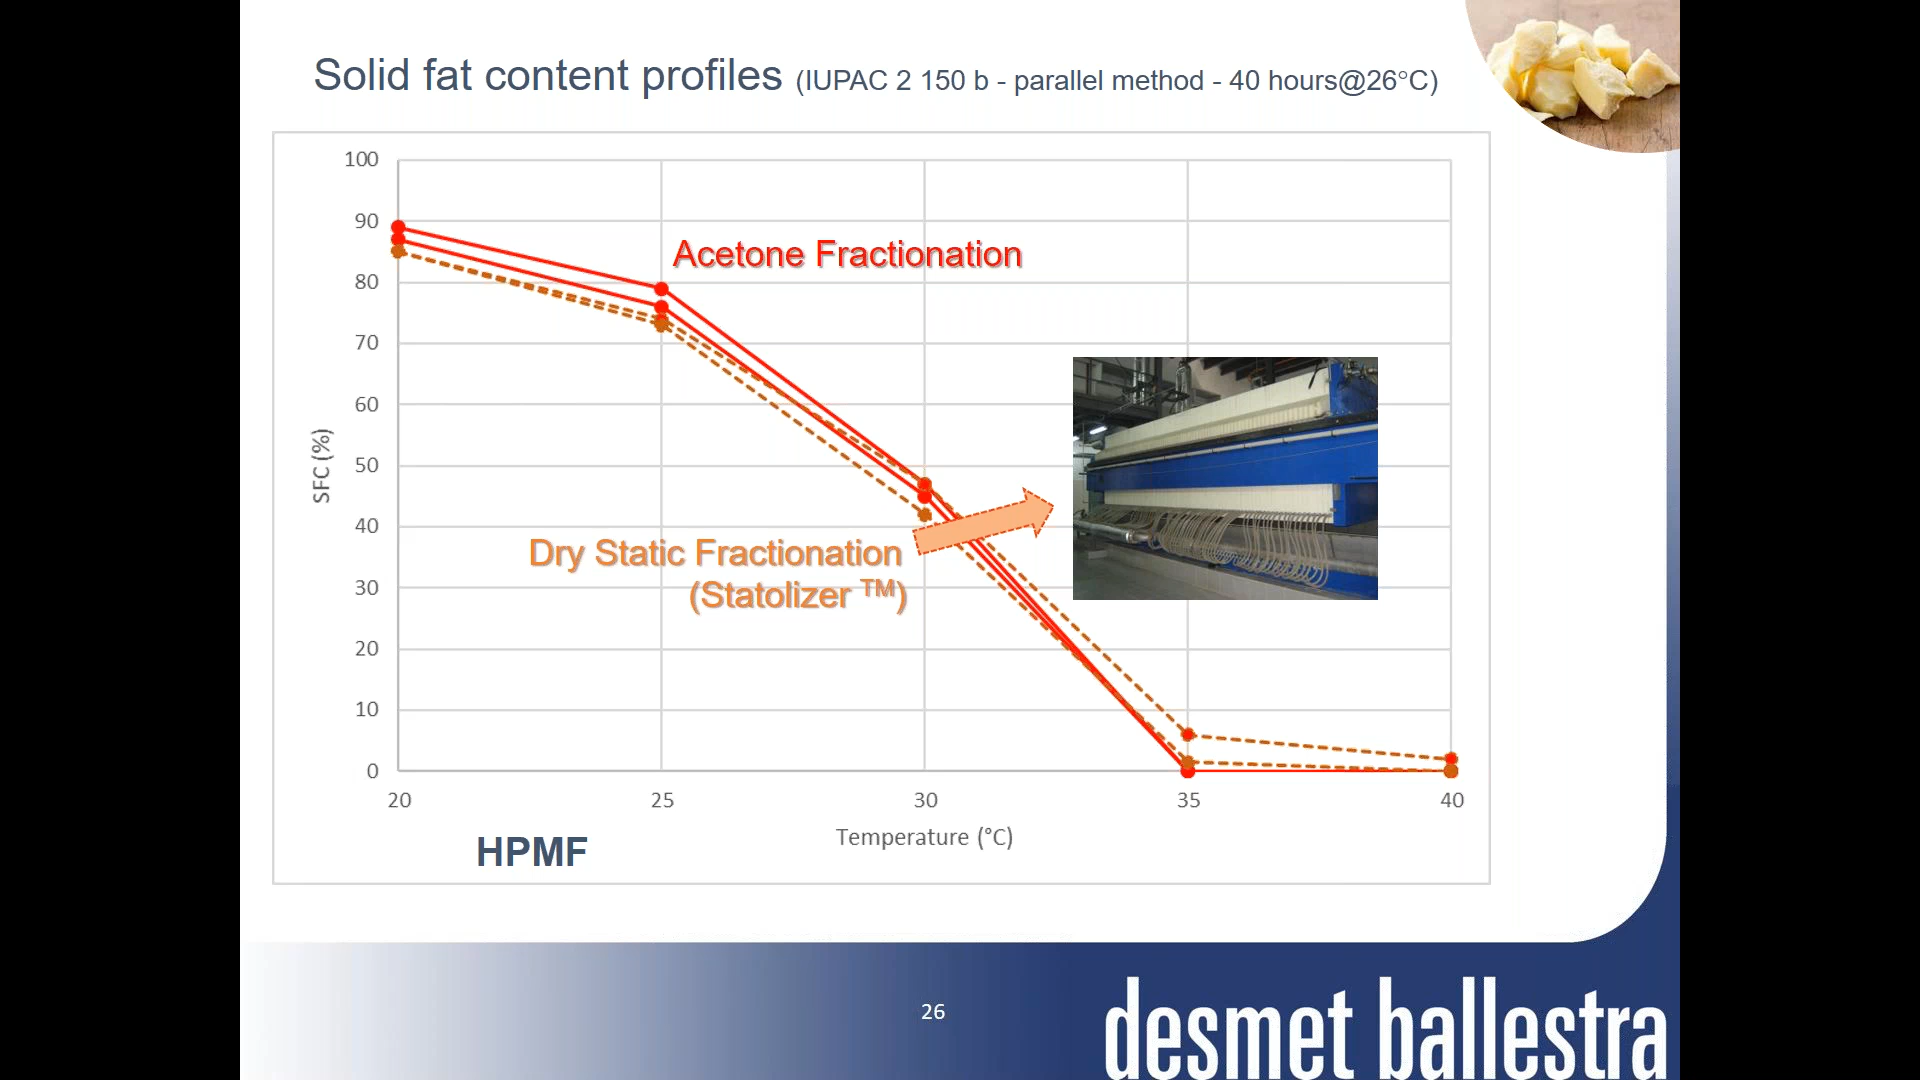 Solid fat content profiles (IUPAC 2 150 b - parallel method - 40 hours@26°C)
100
90
80
70
60
50
40
30
20
10
0
SFC (%)
Acetone Fractionation
Dry Static Fractionation
(Statolizer TM)
20 25 30 35 40
Temperature (°C)
HPMF
26
desmet ballestra